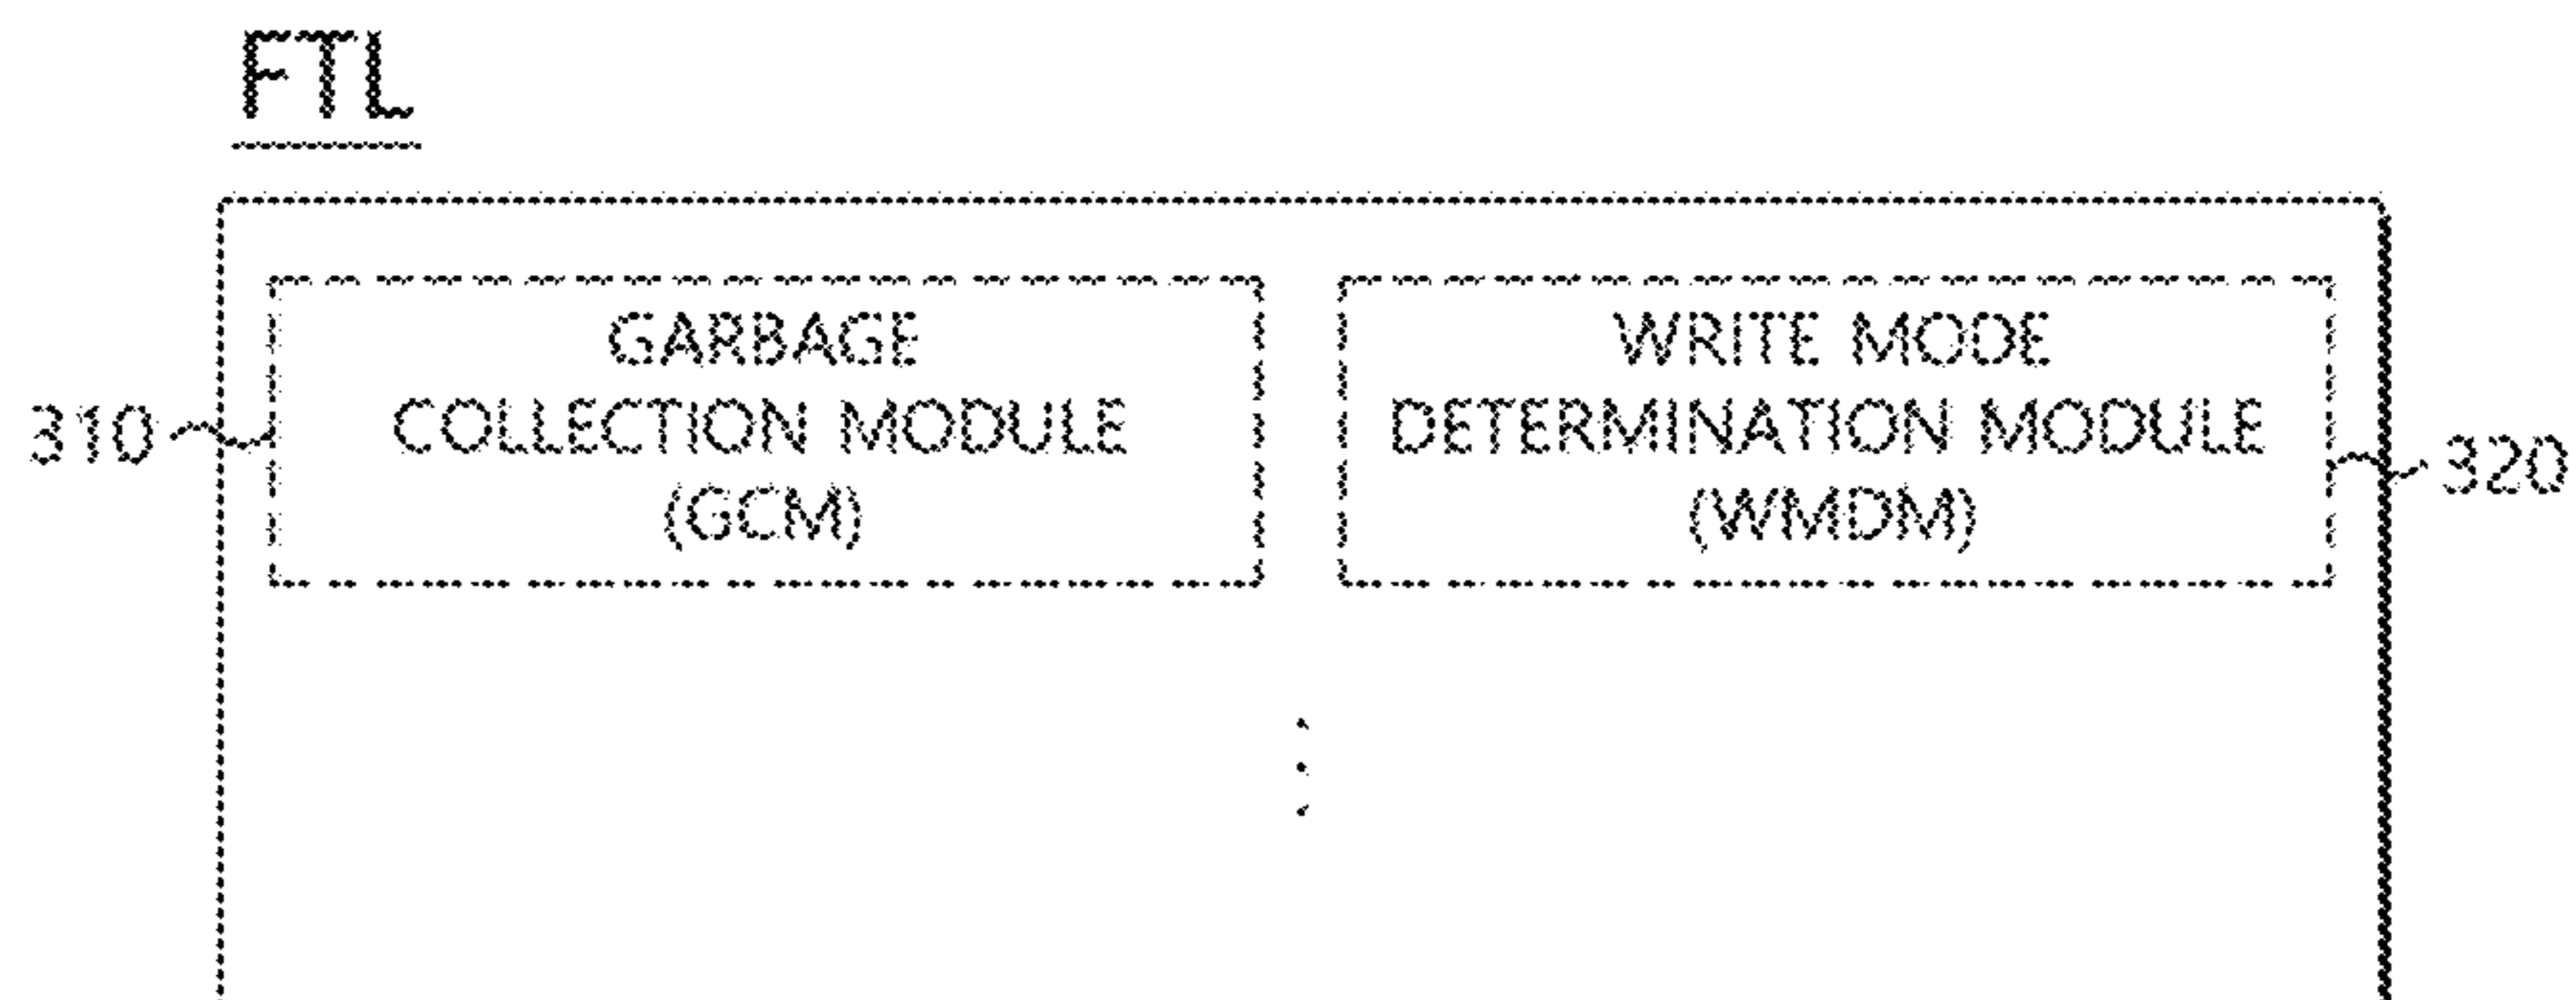 FTL
GARBAGE
COLLECTION MODULE
(GCM)
WRITE MODE
DETERMINATION MODULE
(WMDM)
310
320